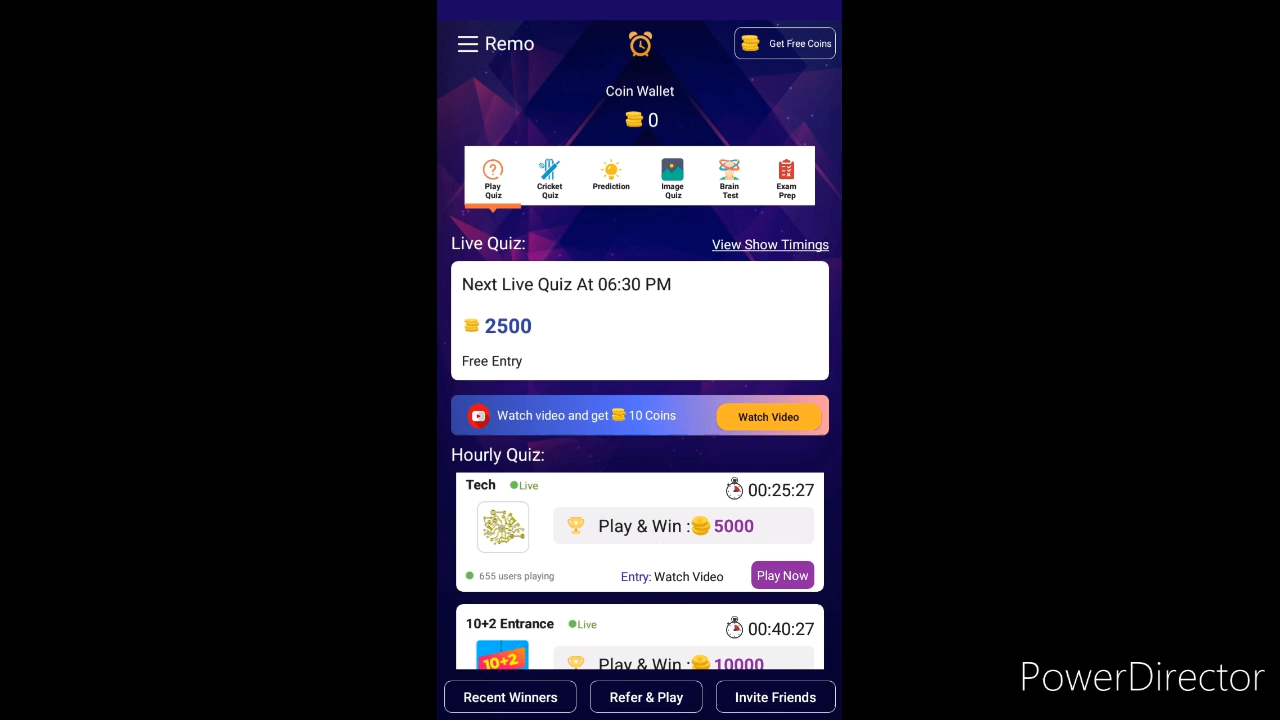 Remo
Get Free Coins
Coin Wallet
0
Play Quiz
Cricket Quiz
Prediction
Image Quiz
Brain Test
Exam Prep
Live Quiz:
View Show Timings
Next Live Quiz At 06:30 PM
2500
Free Entry
Watch video and get 10 Coins
Watch Video
Hourly Quiz:
Tech
Live
00:25:27
Play & Win : 5000
655 users playing
Entry: Watch Video
Play Now
10+2 Entrance
Live
00:40:27
10+2
Play & Win : 10000
Recent Winners
Refer & Play
Invite Friends
PowerDirector